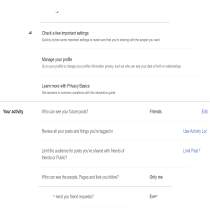 Check a few important settings
Quickly review some important settings to make sure that you're sharing with the people you want.
Manage your profile
Go to your profile to change your profile information privacy, such as who can see your date of birth or relationships.
Learn more with Privacy Basics
Get answers to common questions with this interactive guide.
Your activity
Who can see your future posts?
Friends
Edit
Review all your posts and things you're tagged in
Use Activity Log
Limit the audience for posts you've shared with friends of
friends or Public?
Limit Past
Who can see the people, Pages and lists you follow?
Only me
send you friend requests?